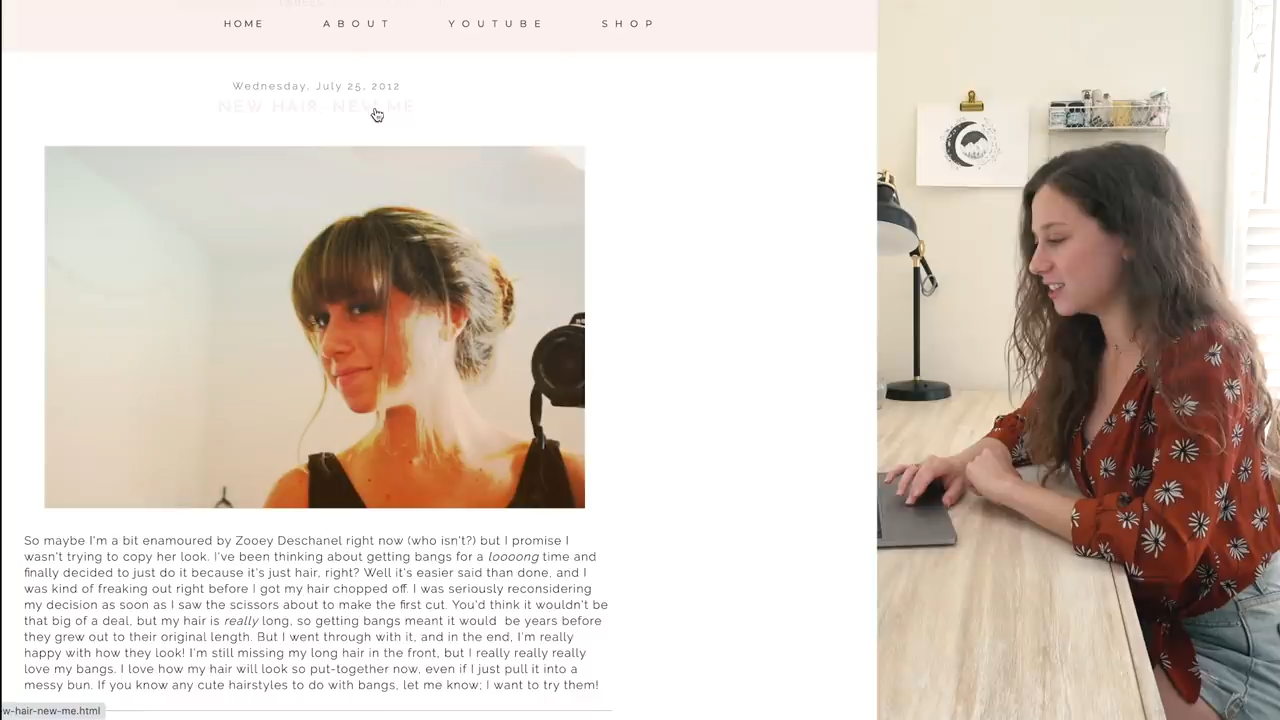 HOME ABOUT YOUTUBE SHOP
Wednesday, July 25, 2012
NEW HAIR, NEW ME
So maybe I'm a bit enamoured by Zooey Deschanel right now (who isn't?) but I promise I
wasn't trying to copy her look. I've been thinking about getting bangs for a loooong time and
finally decided to just do it because it's just hair, right? Well it's easier said than done, and I
was kind of freaking out right before I got my hair chopped off. I was seriously reconsidering
my decision as soon as I saw the scissors about to make the first cut. You'd think it wouldn't be
that big of a deal, but my hair is really long, so getting bangs meant it would be years before
they grew out to their original length. But I went through with it, and in the end, I'm really
happy with how they look! I'm still missing my long hair in the front, but I really really really
love my bangs. I love how my hair will look so put-together now, even if I just pull it into a
messy bun. If you know any cute hairstyles to do with bangs, let me know; I want to try them!
w-hair-new-me.html